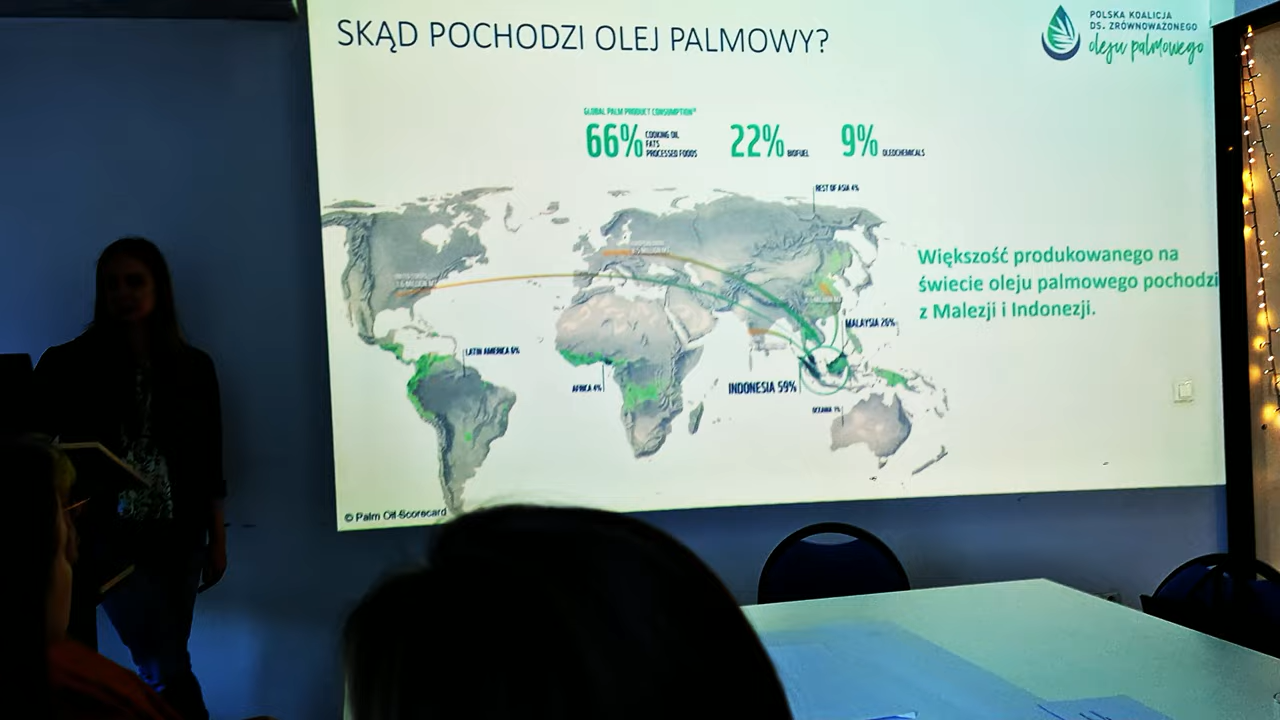 SKĄD POCHODZI OLEJ PALMOWY?
POLSKA KOALICJA
DS. ZRÓWNOWAŻONEGO
oleju palmowego
GLOBAL PALM PRODUCT CONSUMPTION*
66% COOKING OIL
FATS
PROCESSED FOODS
22% BIOFUEL
9% OLEOCHEMICALS
REST OF ASIA 4%
Większość produkowanego na
świecie oleju palmowego pochodzi
z Malezji i Indonezji.
MALAYSIA 26%
LATIN AMERICA 6%
AFRICA 4%
INDONESIA 59%
OCEANIA 1%
© Palm Oil Scorecard